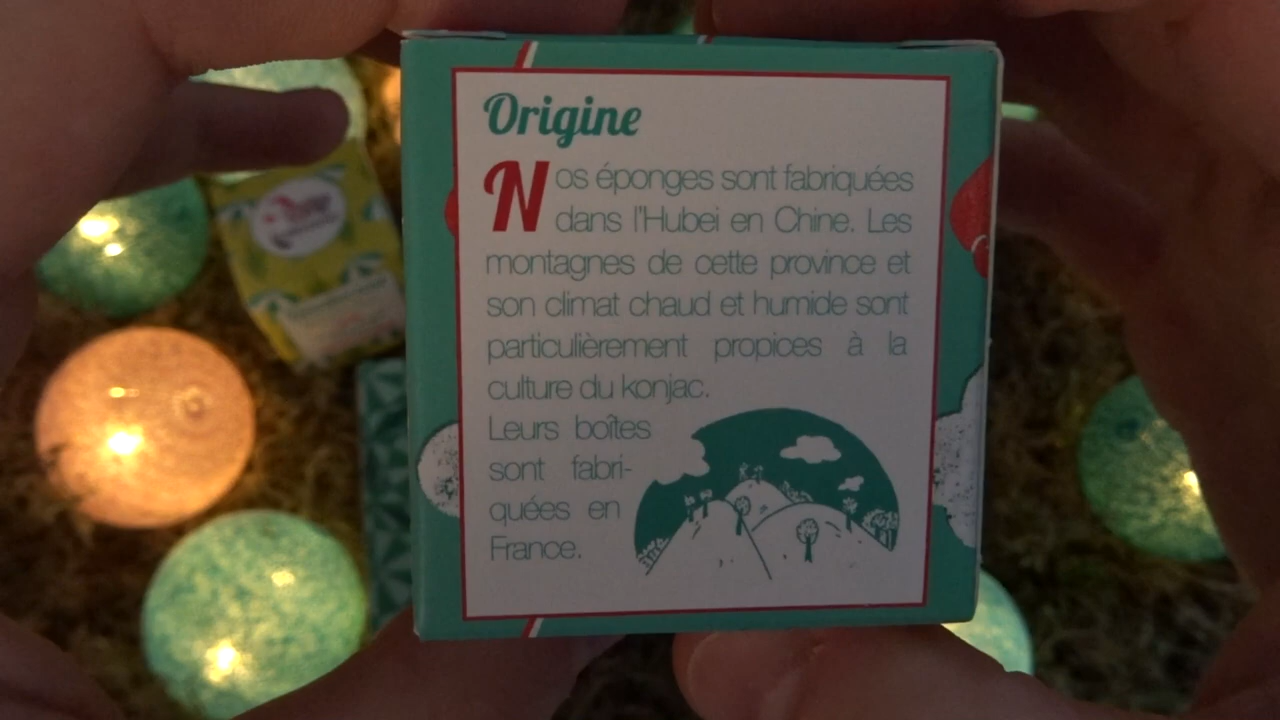 Origine
Nos éponges sont fabriquées
dans l'Hubei en Chine. Les
montagnes de cette province et
son climat chaud et humide sont
particulièrement propices à la
culture du konjac.
Leurs boîtes
sont fabri-
quées en
France.